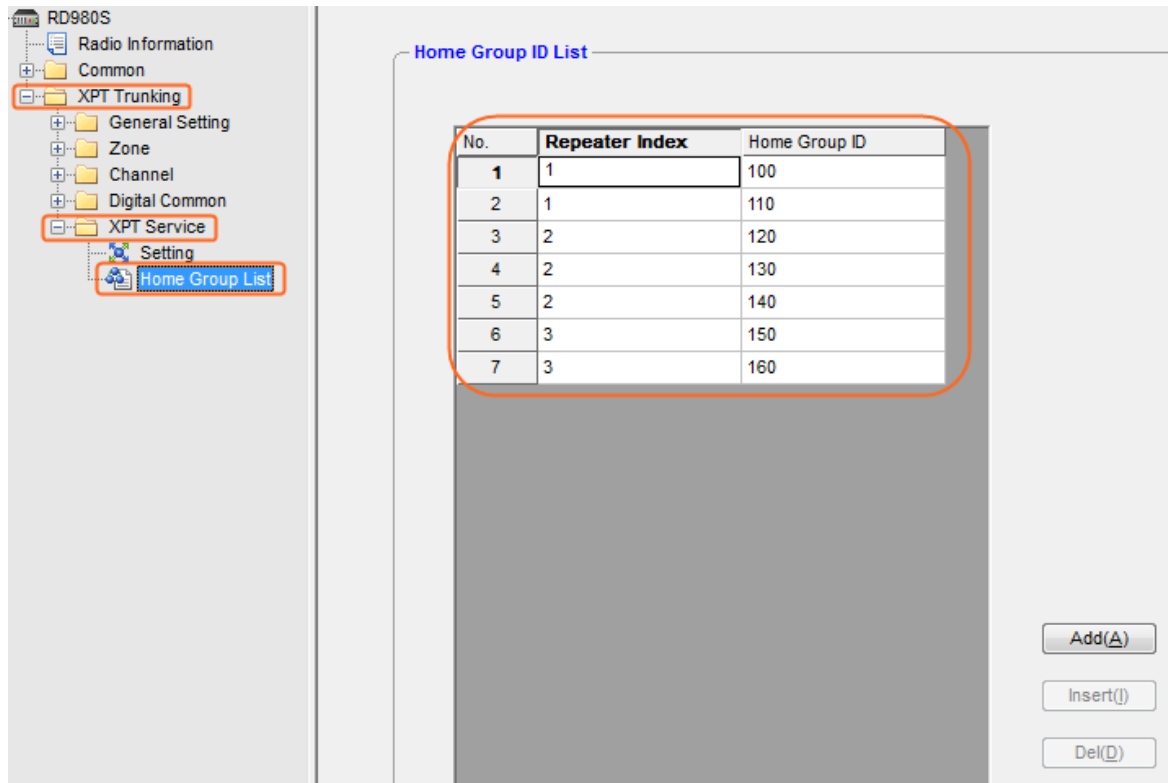 RD980S
Radio Information
Common
XPT Trunking
General Setting
Zone
Channel
Digital Common
XPT Service
Setting
Home Group List
Home Group ID List
No. Repeater Index Home Group ID
1 1 100
2 1 110
3 2 120
4 2 130
5 2 140
6 3 150
7 3 160
Add(A)
Insert(I)
Del(D)